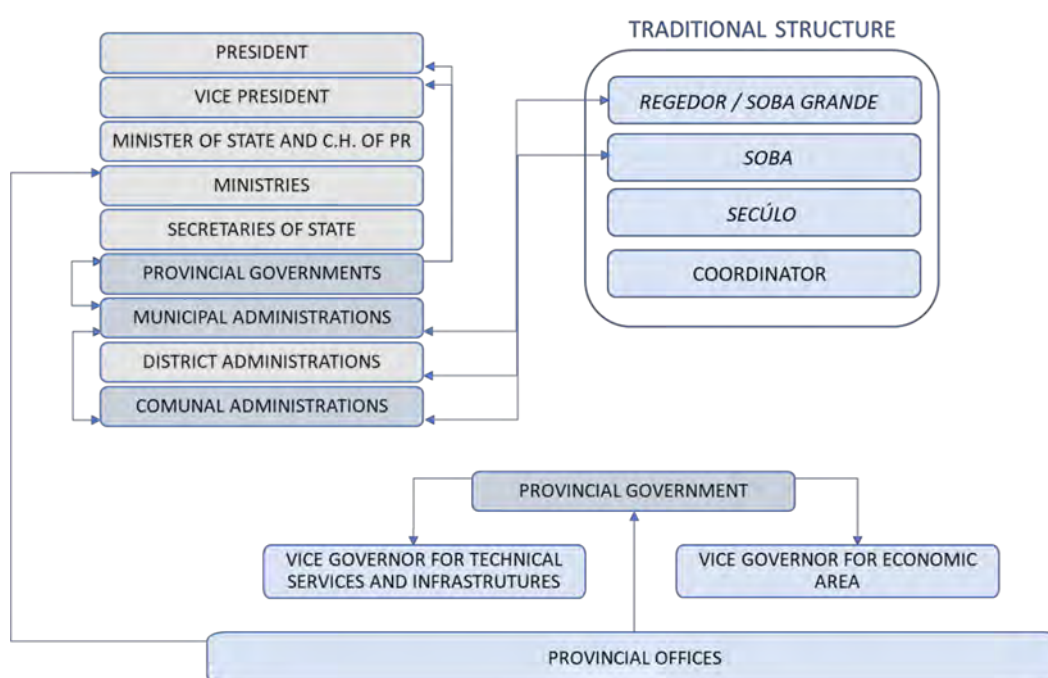 PRESIDENT
VICE PRESIDENT
MINISTER OF STATE AND C.H. OF PR
MINISTRIES
SECRETARIES OF STATE
PROVINCIAL GOVERNMENTS
MUNICIPAL ADMINISTRATIONS
DISTRICT ADMINISTRATIONS
COMUNAL ADMINISTRATIONS
TRADITIONAL STRUCTURE
REGEDOR / SOBA GRANDE
SOBA
SECÚLO
COORDINATOR
PROVINCIAL GOVERNMENT
VICE GOVERNOR FOR TECHNICAL
SERVICES AND INFRASTRUTURES
VICE GOVERNOR FOR ECONOMIC
AREA
PROVINCIAL OFFICES